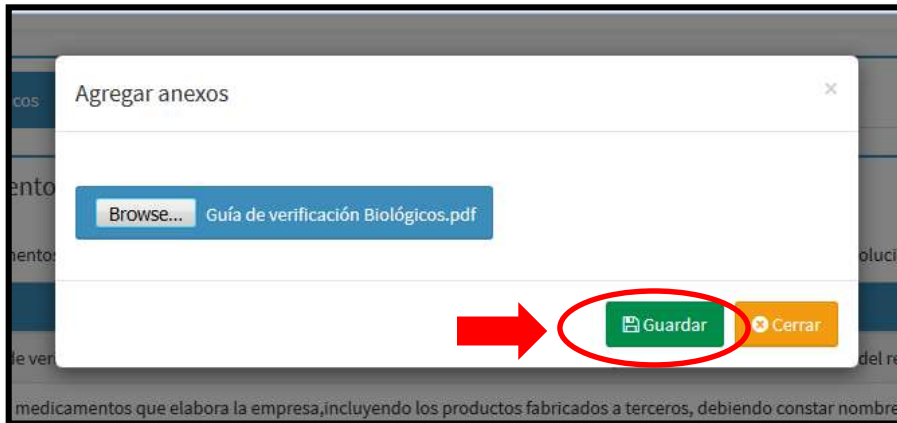 cos
Agregar anexos
×
ento
Browse... Guía de verificación Biológicos.pdf
mentos
oluci
Guardar
Cerrar
de ver
del re
medicamentos que elabora la empresa,incluyendo los productos fabricados a terceros, debiendo constar nombre